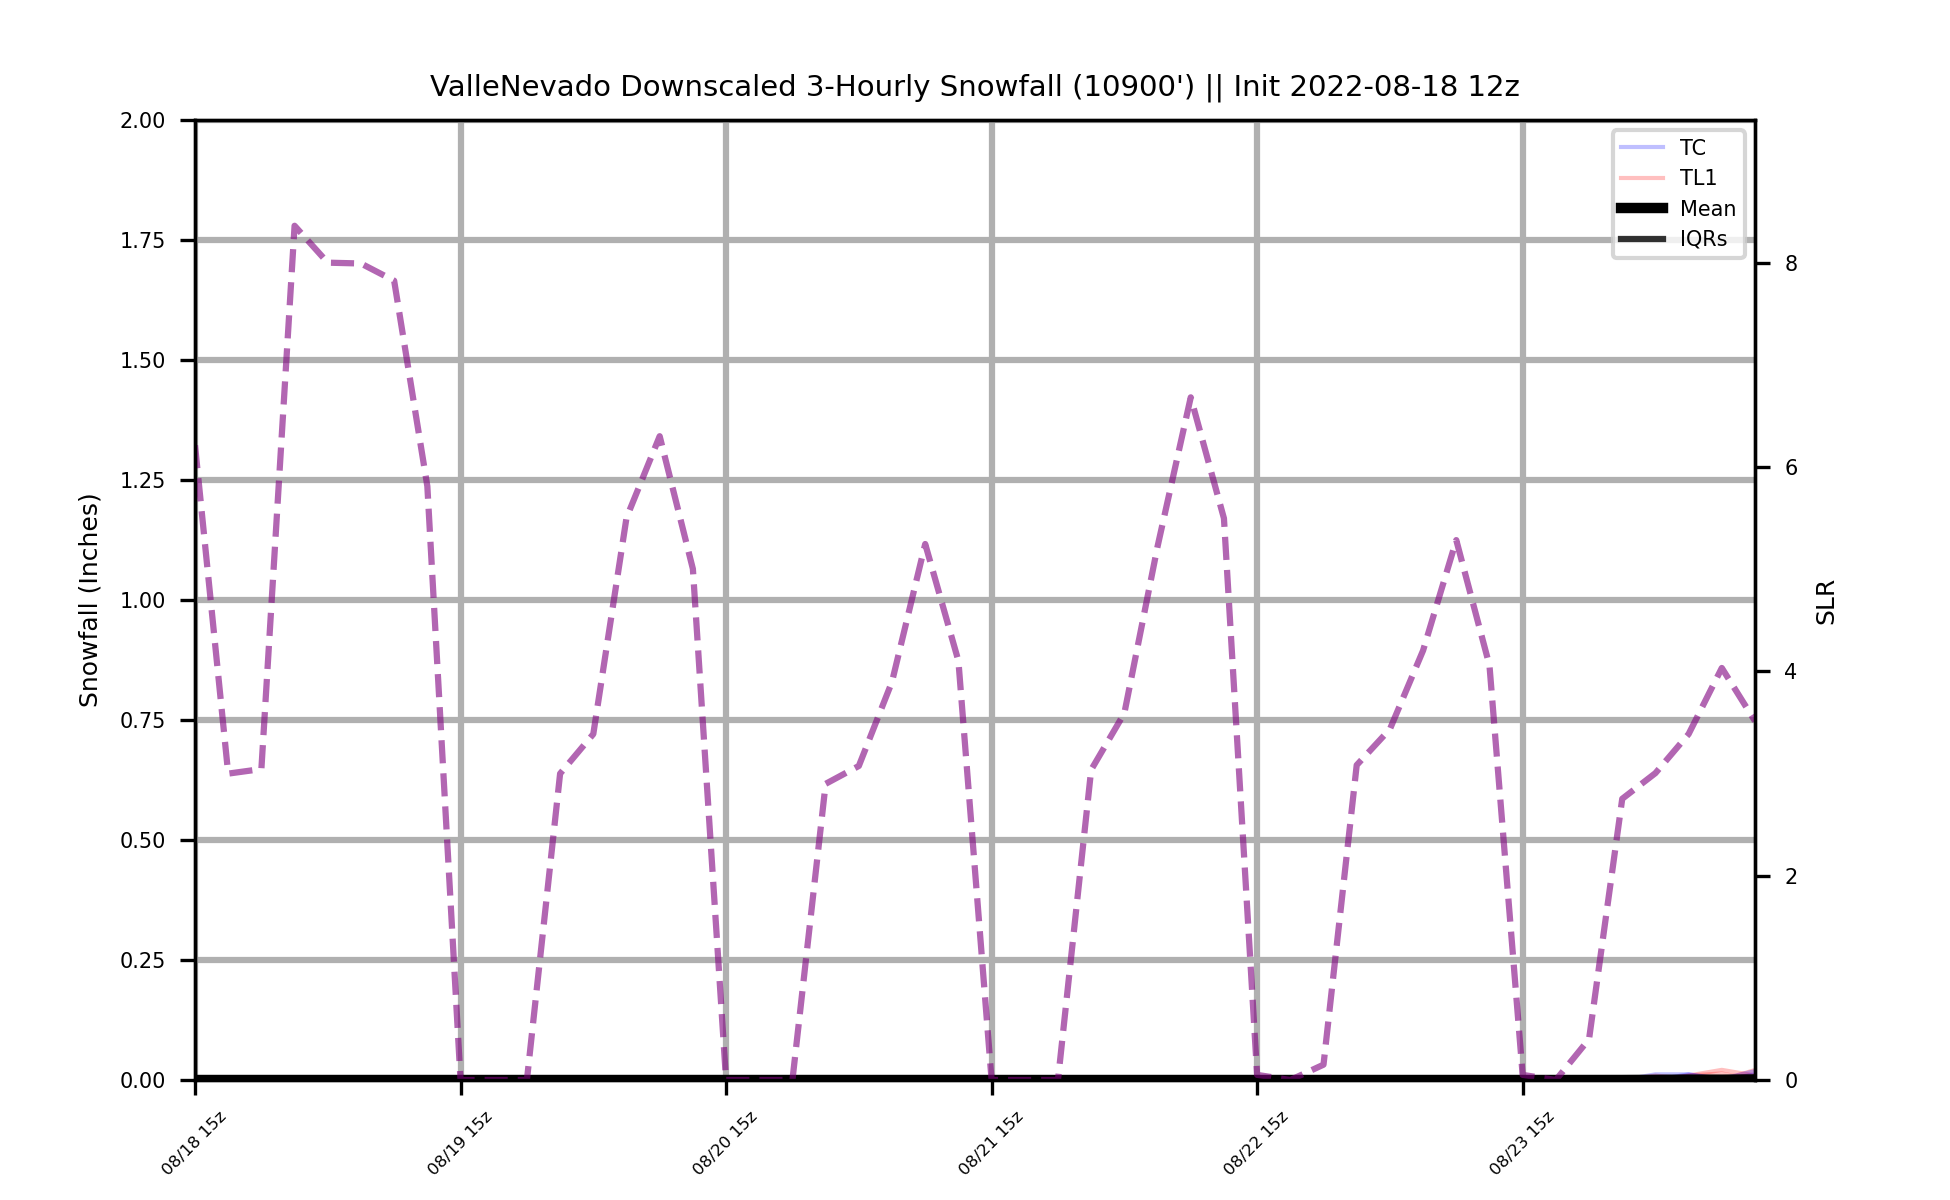 ValleNevado Downscaled 3-Hourly Snowfall (10900') || Init 2022-08-18 12z
2.00
1.75
1.50
1.25
1.00
0.75
0.50
0.25
0.00
Snowfall (Inches)
TC
TL1
Mean
IQRs
8
6
4
2
0
SLR
08/18 15z
08/19 15z
08/20 15z
08/21 15z
08/22 15z
08/23 15z